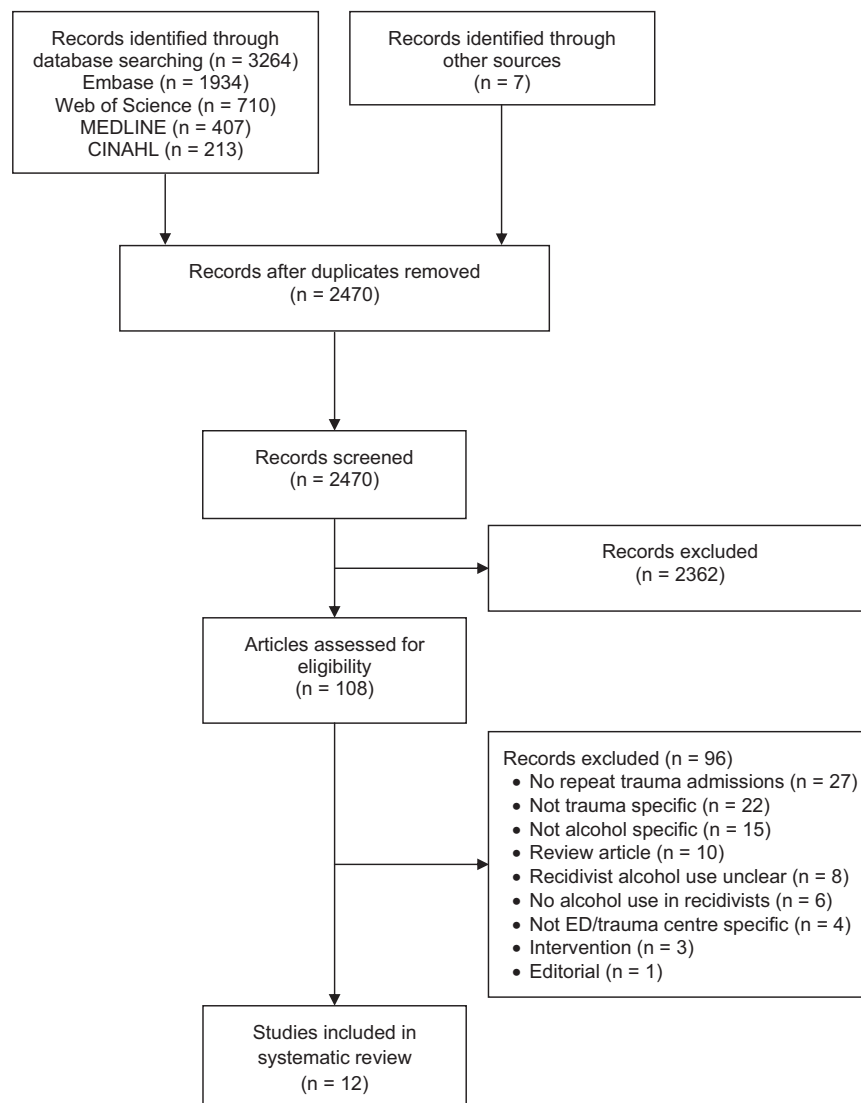 Records identified through
database searching (n = 3264)
Embase (n = 1934)
Web of Science (n = 710)
MEDLINE (n = 407)
CINAHL (n = 213)
Records identified through
other sources
(n = 7)
Records after duplicates removed
(n = 2470)
Records screened
(n = 2470)
Records excluded
(n = 2362)
Articles assessed for
eligibility
(n = 108)
Records excluded (n = 96)
• No repeat trauma admissions (n = 27)
• Not trauma specific (n = 22)
• Not alcohol specific (n = 15)
• Review article (n = 10)
• Recidivist alcohol use unclear (n = 8)
• No alcohol use in recidivists (n = 6)
• Not ED/trauma centre specific (n = 4)
• Intervention (n = 3)
• Editorial (n = 1)
Studies included in
systematic review
(n = 12)